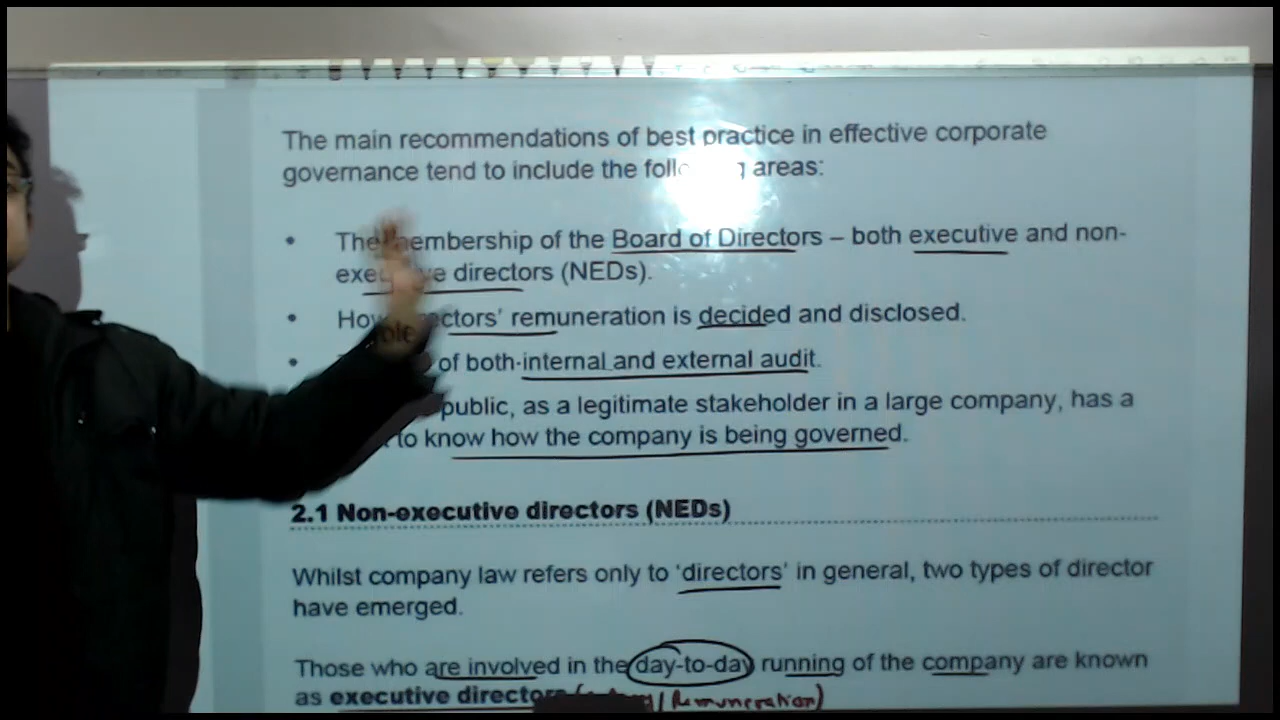 The main recommendations of best practice in effective corporate
governance tend to include the areas:
• The membership of the Board of Directors – both executive and non-
executive directors (NEDs).
• How directors' remuneration is decided and disclosed.
• of both internal and external audit.
public, as a legitimate stakeholder in a large company, has a
to know how the company is being governed.
2.1 Non-executive directors (NEDs)
Whilst company law refers only to 'directors' in general, two types of director
have emerged.
Those who are involved in the day-to-day running of the company are known
as executive directors / Remuneration)